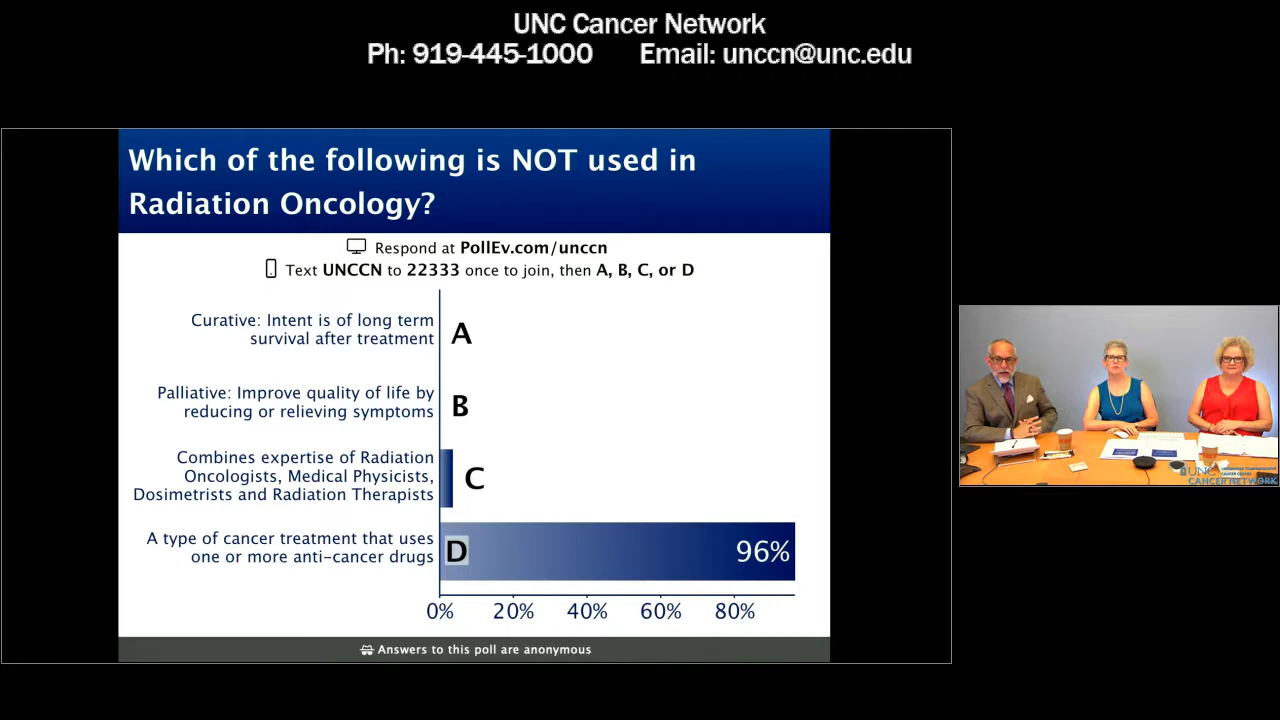 UNC Cancer Network
Ph: 919-445-1000 Email: unccn@unc.edu
Which of the following is NOT used in
Radiation Oncology?
Respond at PollEv.com/unccn
Text UNCCN to 22333 once to join, then A, B, C, or D
Curative: Intent is of long term
survival after treatment
A
Palliative: Improve quality of life by
reducing or relieving symptoms
B
Combines expertise of Radiation
Oncologists, Medical Physicists,
Dosimetrists and Radiation Therapists
C
A type of cancer treatment that uses
one or more anti-cancer drugs
D
96%
0% 20% 40% 60% 80%
Answers to this poll are anonymous
UNC
CANCER NETWORK